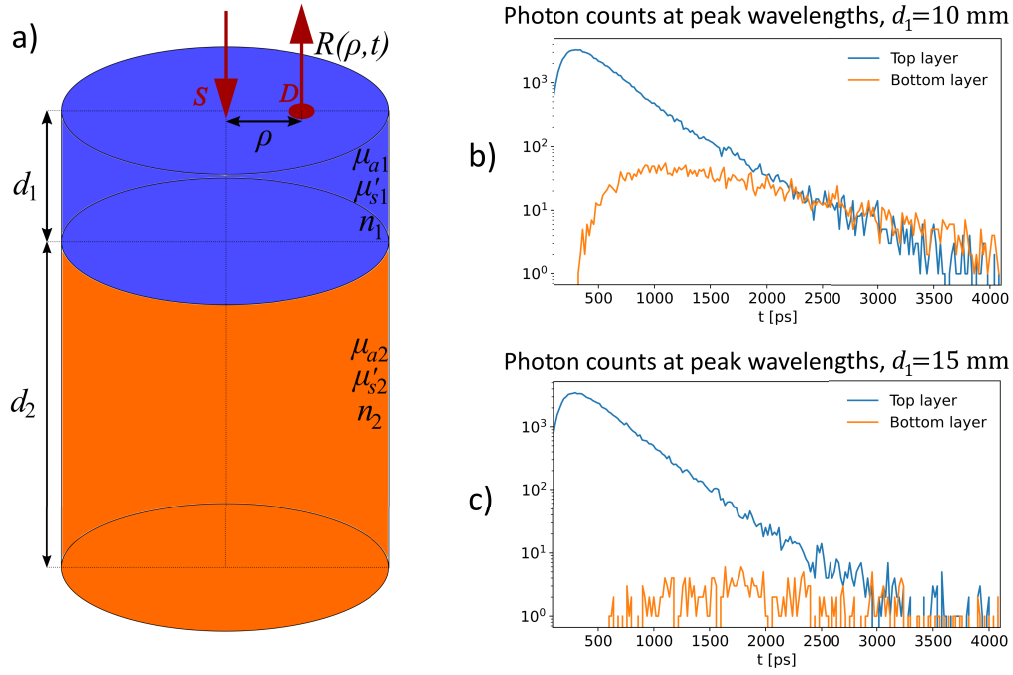 a)
S
D
R(ρ,t)
ρ
d₁
μₐ₁
μ′ₛ₁
n₁
d₂
μₐ₂
μ′ₛ₂
n₂
Photon counts at peak wavelengths, d₁=10 mm
b)
Top layer
Bottom layer
10³
10²
10¹
10⁰
500 1000 1500 2000 2500 3000 3500 4000
t [ps]
Photon counts at peak wavelengths, d₁=15 mm
c)
Top layer
Bottom layer
10³
10²
10¹
10⁰
500 1000 1500 2000 2500 3000 3500 4000
t [ps]